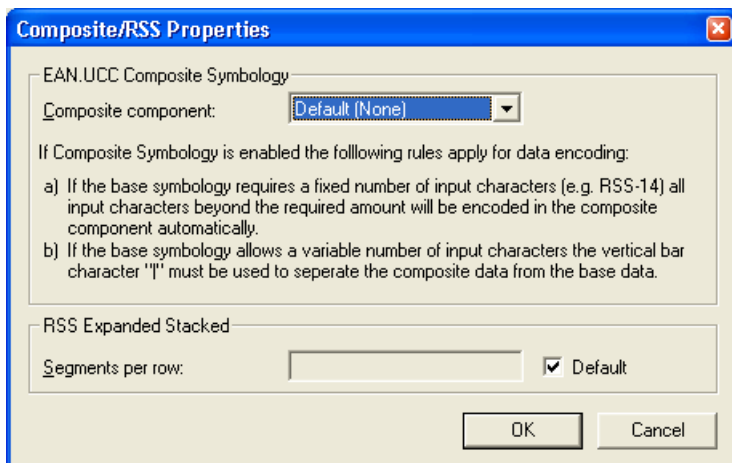 Composite/RSS Properties
EAN.UCC Composite Symbology
Composite component: Default (None)
If Composite Symbology is enabled the folllowing rules apply for data encoding:
a) If the base symbology requires a fixed number of input characters (e.g. RSS-14) all
input characters beyond the required amount will be encoded in the composite
component automatically.
b) If the base symbology allows a variable number of input characters the vertical bar
character "|" must be used to seperate the composite data from the base data.
RSS Expanded Stacked
Segments per row: Default
OK Cancel